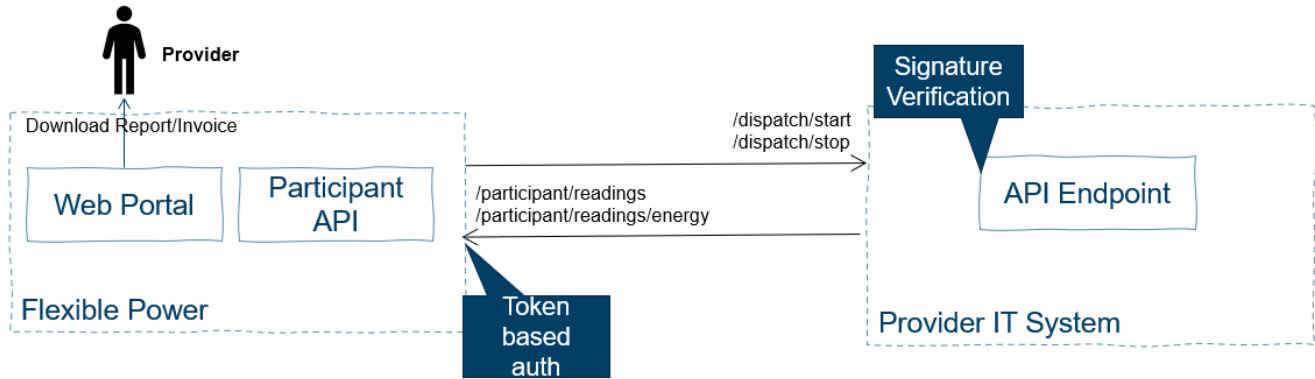 Provider
Signature
Verification
Download Report/Invoice
/dispatch/start
/dispatch/stop
Web Portal
Participant
API
/participant/readings
/participant/readings/energy
API Endpoint
Flexible Power
Token
based
auth
Provider IT System